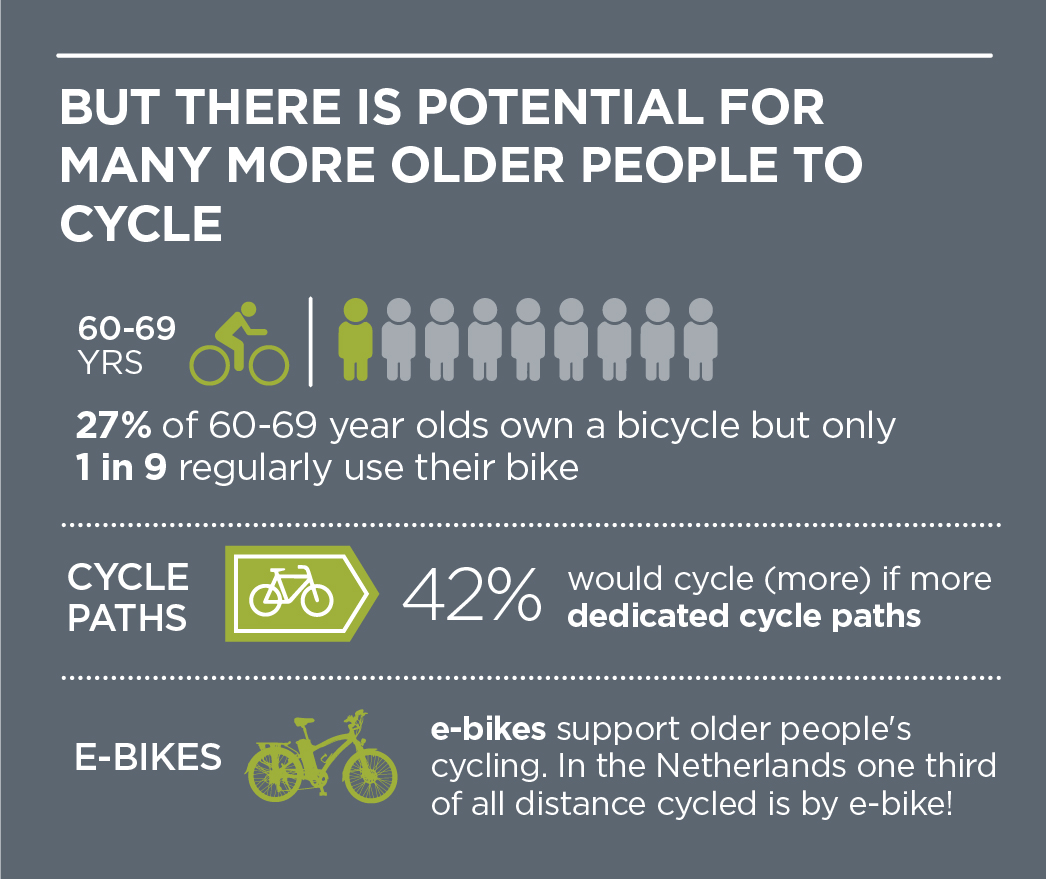 BUT THERE IS POTENTIAL FOR
MANY MORE OLDER PEOPLE TO
CYCLE
60-69
YRS
27% of 60-69 year olds own a bicycle but only
1 in 9 regularly use their bike
CYCLE
PATHS
42%
would cycle (more) if more
dedicated cycle paths
E-BIKES
e-bikes support older people's
cycling. In the Netherlands one third
of all distance cycled is by e-bike!